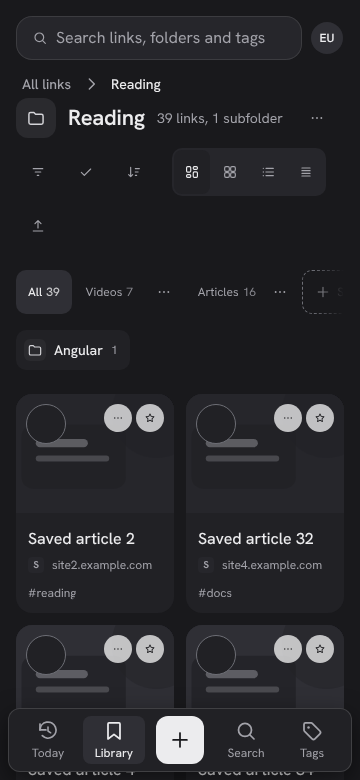 Search links, folders and tags
EU
All links > Reading
Reading 39 links, 1 subfolder
All 39 Videos 7 Articles 16
Angular 1
Saved article 2
S site2.example.com
#reading
Saved article 32
S site4.example.com
#docs
Today Library Search Tags